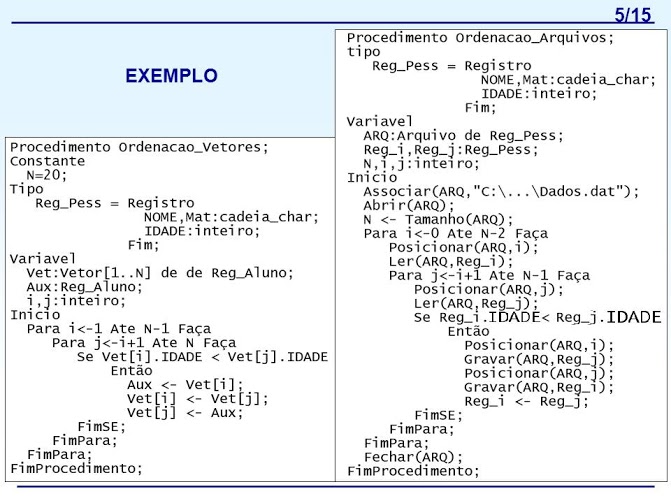 5/15
EXEMPLO
Procedimento Ordenacao_Vetores;
Constante
N=20;
Tipo
Reg_Pess = Registro
NOME,Mat:cadeia_char;
IDADE:inteiro;
Fim;
Variavel
Vet:Vetor[1..N] de de Reg_Aluno;
Aux:Reg_Aluno;
i,j:inteiro;
Inicio
Para i<-1 Ate N-1 Faça
Para j<-i+1 Ate N Faça
Se Vet[i].IDADE < Vet[j].IDADE
Então
Aux <- Vet[i];
Vet[i] <- Vet[j];
Vet[j] <- Aux;
FimSE;
FimPara;
FimPara;
FimProcedimento;
Procedimento Ordenacao_Arquivos;
tipo
Reg_Pess = Registro
NOME,Mat:cadeia_char;
IDADE:inteiro;
Fim;
Variavel
ARQ:Arquivo de Reg_Pess;
Reg_i,Reg_j:Reg_Pess;
N,i,j:inteiro;
Inicio
Associar(ARQ,"C:\...\Dados.dat");
Abrir(ARQ);
N <- Tamanho(ARQ);
Para i<-0 Ate N-2 Faça
Posicionar(ARQ,i);
Ler(ARQ,Reg_i);
Para j<-i+1 Ate N-1 Faça
Posicionar(ARQ,j);
Ler(ARQ,Reg_j);
Se Reg_i.IDADE< Reg_j.IDADE
Então
Posicionar(ARQ,i);
Gravar(ARQ,Reg_j);
Posicionar(ARQ,j);
Gravar(ARQ,Reg_i);
Reg_i <- Reg_j;
FimSE;
FimPara;
FimPara;
Fechar(ARQ);
FimProcedimento;